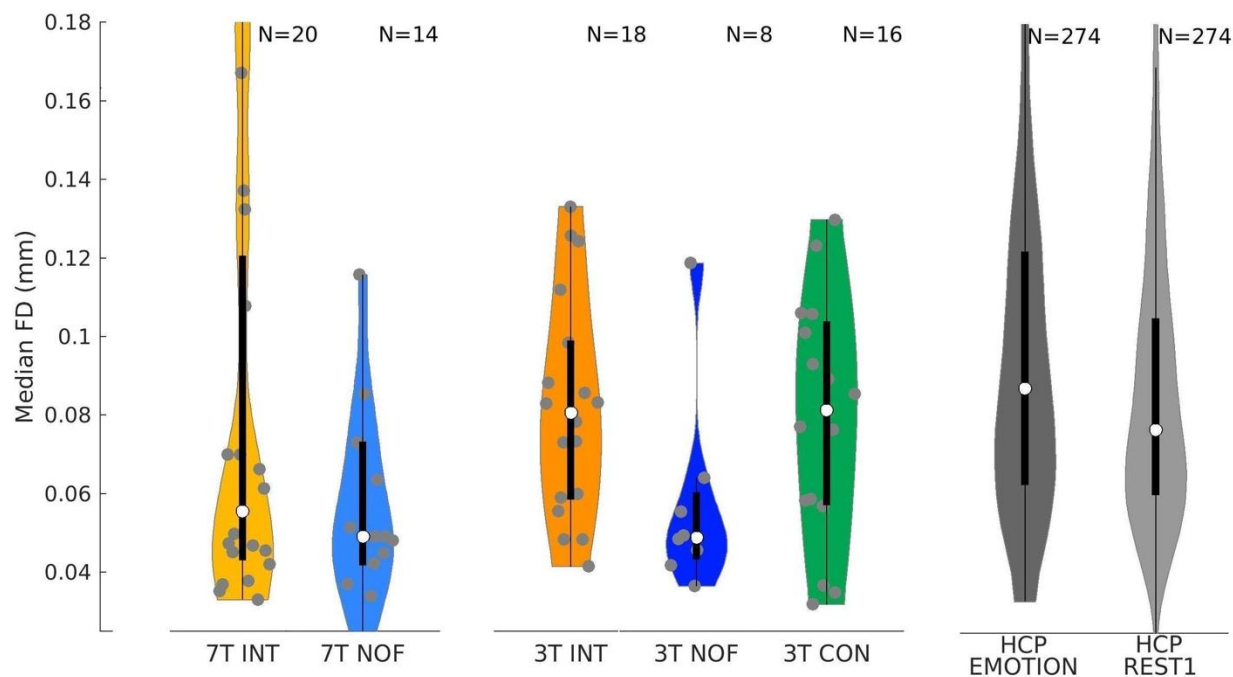 0.18
N=20
N=14
N=18
N=8
N=16
N=274
N=274
0.16
0.14
0.12
0.1
0.08
0.06
0.04
Median FD (mm)
7T INT
7T NOF
3T INT
3T NOF
3T CON
HCP
EMOTION
HCP
REST1